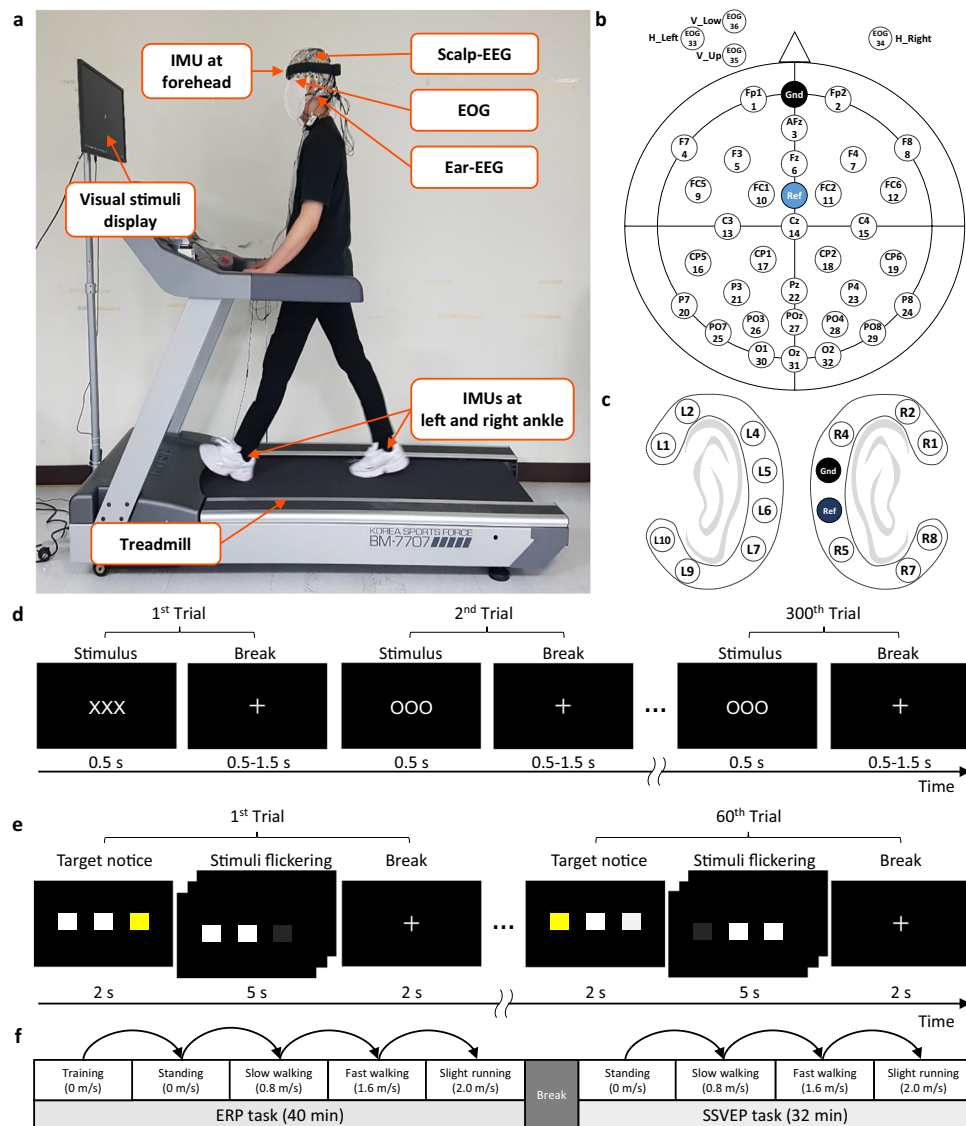 a
IMU at
forehead
Scalp-EEG
EOG
Ear-EEG
Visual stimuli
display
IMUs at
left and right ankle
Treadmill
KOREA SPORTS FORCE
BM-7707
b
V_Low
EOG
36
H_Left
EOG
33
V_Up
EOG
35
EOG
34
H_Right
Fp1
1
Gnd
Fp2
2
AFz
3
F7
4
F3
5
Fz
6
F4
7
F8
8
FC5
9
FC1
10
Ref
FC2
11
FC6
12
C3
13
Cz
14
C4
15
CP5
16
CP1
17
CP2
18
CP6
19
P7
20
P3
21
Pz
22
P4
23
P8
24
PO7
25
PO3
26
POz
27
PO4
28
PO8
29
O1
30
Oz
31
O2
32
c
L2
L1
L4
L5
L6
L7
L10
L9
R2
R1
R4
Gnd
Ref
R5
R8
R7
d
1st Trial
2nd Trial
300th Trial
Stimulus
Break
Stimulus
Break
Stimulus
Break
XXX
+
OOO
+
...
OOO
+
0.5 s
0.5-1.5 s
0.5 s
0.5-1.5 s
0.5 s
0.5-1.5 s
Time
e
1st Trial
60th Trial
Target notice
Stimuli flickering
Break
Target notice
Stimuli flickering
Break
+
...
+
2 s
5 s
2 s
2 s
5 s
2 s
Time
f
Training
(0 m/s)
Standing
(0 m/s)
Slow walking
(0.8 m/s)
Fast walking
(1.6 m/s)
Slight running
(2.0 m/s)
Break
Standing
(0 m/s)
Slow walking
(0.8 m/s)
Fast walking
(1.6 m/s)
Slight running
(2.0 m/s)
ERP task (40 min)
SSVEP task (32 min)